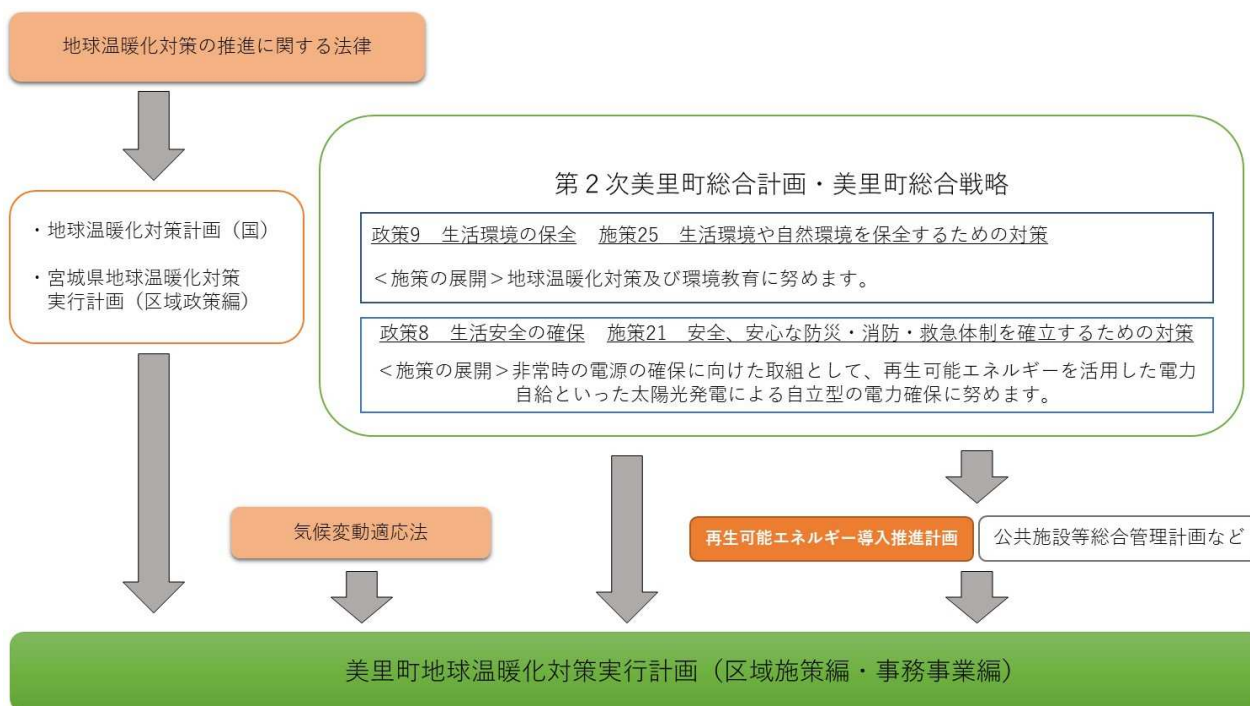 地球温暖化対策の推進に関する法律
・地球温暖化対策計画（国）
・宮城県地球温暖化対策
実行計画（区域政策編）
第２次美里町総合計画・美里町総合戦略
政策9　生活環境の保全　施策25　生活環境や自然環境を保全するための対策
＜施策の展開＞地球温暖化対策及び環境教育に努めます。
政策8　生活安全の確保　施策21　安全、安心な防災・消防・救急体制を確立するための対策
＜施策の展開＞非常時の電源の確保に向けた取組として、再生可能エネルギーを活用した電力
自給といった太陽光発電による自立型の電力確保に努めます。
気候変動適応法
再生可能エネルギー導入推進計画
公共施設等総合管理計画など
美里町地球温暖化対策実行計画（区域施策編・事務事業編）